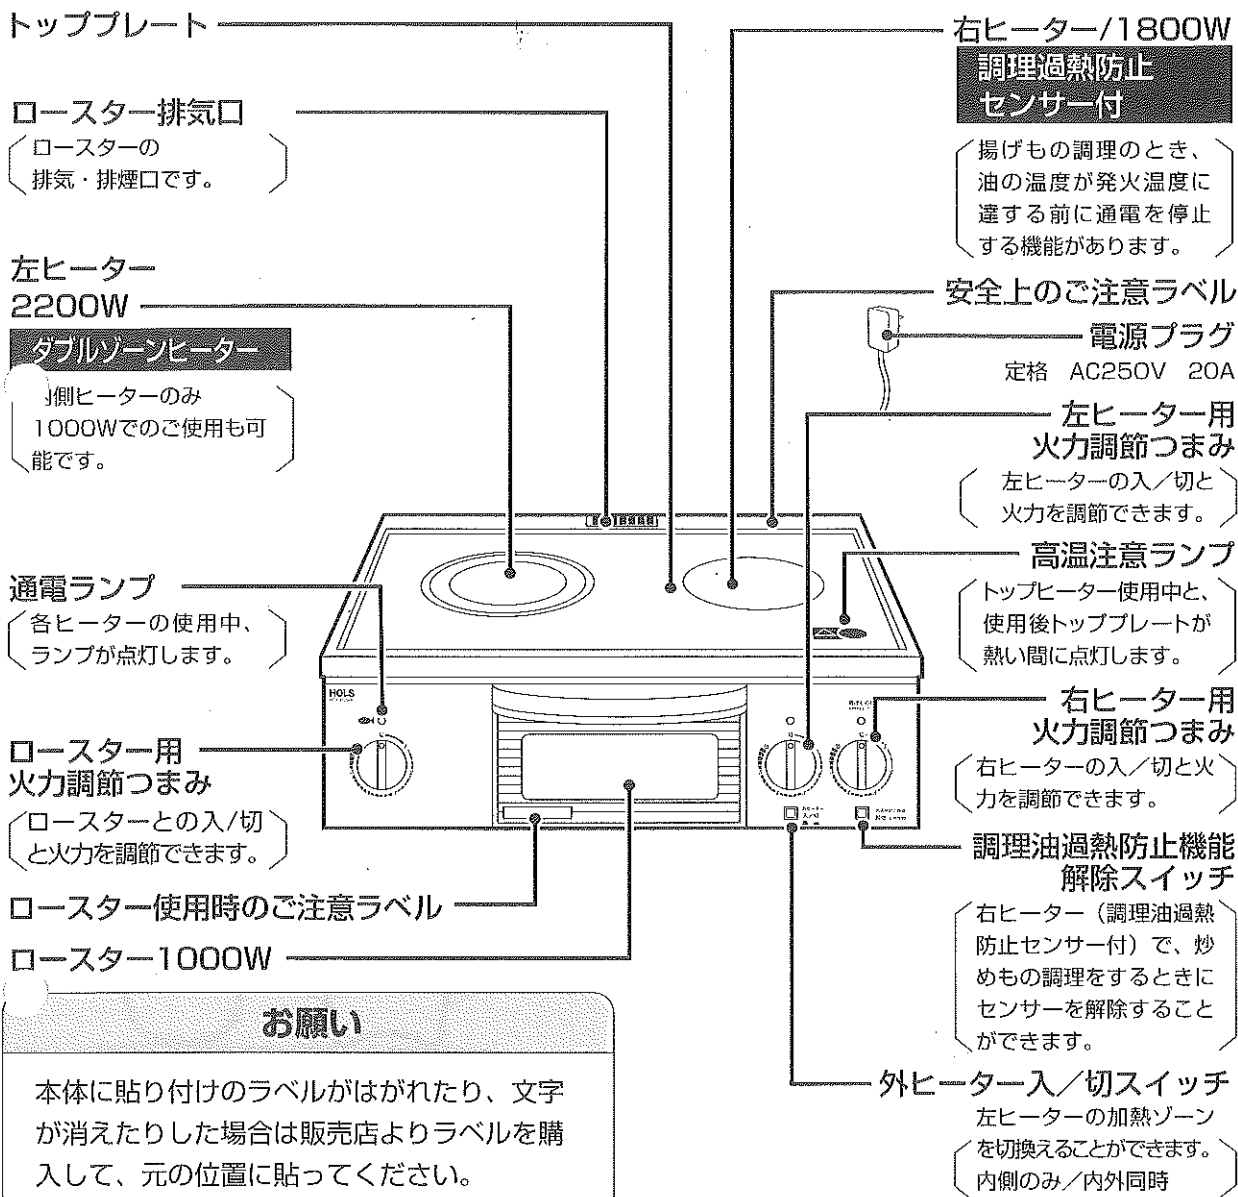 トッププレート
ロースター排気口
ロースターの
排気・排煙口です。
左ヒーター
2200W
ダブルゾーンヒーター
側ヒーターのみ
1000Wでのご使用も可
能です。
通電ランプ
各ヒーターの使用中、
ランプが点灯します。
ロースター用
火力調節つまみ
ロースターとの入/切
と火力を調節できます。
ロースター使用時のご注意ラベル
ロースター1000W
右ヒーター/1800W
調理過熱防止
センサー付
揚げもの調理のとき、
油の温度が発火温度に
達する前に通電を停止
する機能があります。
安全上のご注意ラベル
電源プラグ
定格 AC250V 20A
左ヒーター用
火力調節つまみ
左ヒーターの入／切と
火力を調節できます。
高温注意ランプ
トップヒーター使用中と、
使用後トッププレートが
熱い間に点灯します。
右ヒーター用
火力調節つまみ
右ヒーターの入／切と火
力を調節できます。
調理油過熱防止機能
解除スイッチ
右ヒーター（調理油過熱
防止センサー付）で、炒
めもの調理をするときに
センサーを解除すること
ができます。
外ヒーター入／切スイッチ
左ヒーターの加熱ゾーン
を切換えることができます。
内側のみ／内外同時
HOLS
お願い
本体に貼り付けのラベルがはがれたり、文字
が消えたりした場合は販売店よりラベルを購
入して、元の位置に貼ってください。